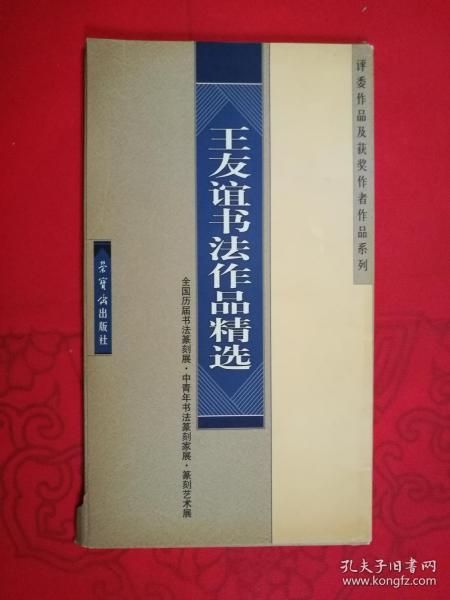 评委作品及获奖作者作品系列
王友谊书法作品精选
全国历届书法篆刻展·中青年书法篆刻家展·篆刻艺术展
荣宝斋出版社
孔夫子旧书网
www.kongfz.com